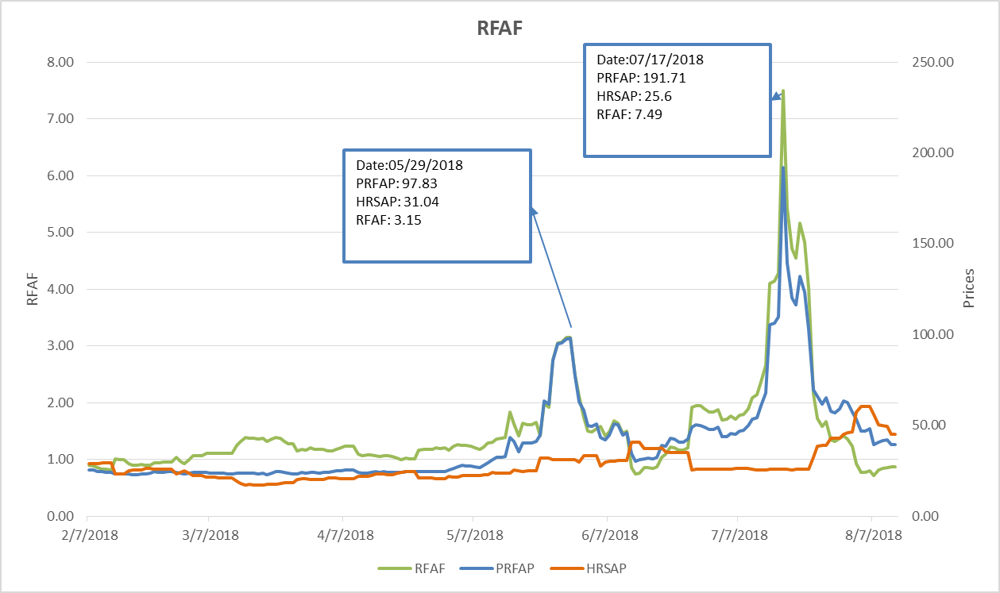 RFAF
Date:07/17/2018
PRFAP: 191.71
HRSAP: 25.6
RFAF: 7.49
Date:05/29/2018
PRFAP: 97.83
HRSAP: 31.04
RFAF: 3.15
8.00
7.00
6.00
5.00
4.00
3.00
2.00
1.00
0.00
RFAF
250.00
200.00
150.00
100.00
50.00
0.00
Prices
2/7/2018
3/7/2018
4/7/2018
5/7/2018
6/7/2018
7/7/2018
8/7/2018
RFAF
PRFAP
HRSAP